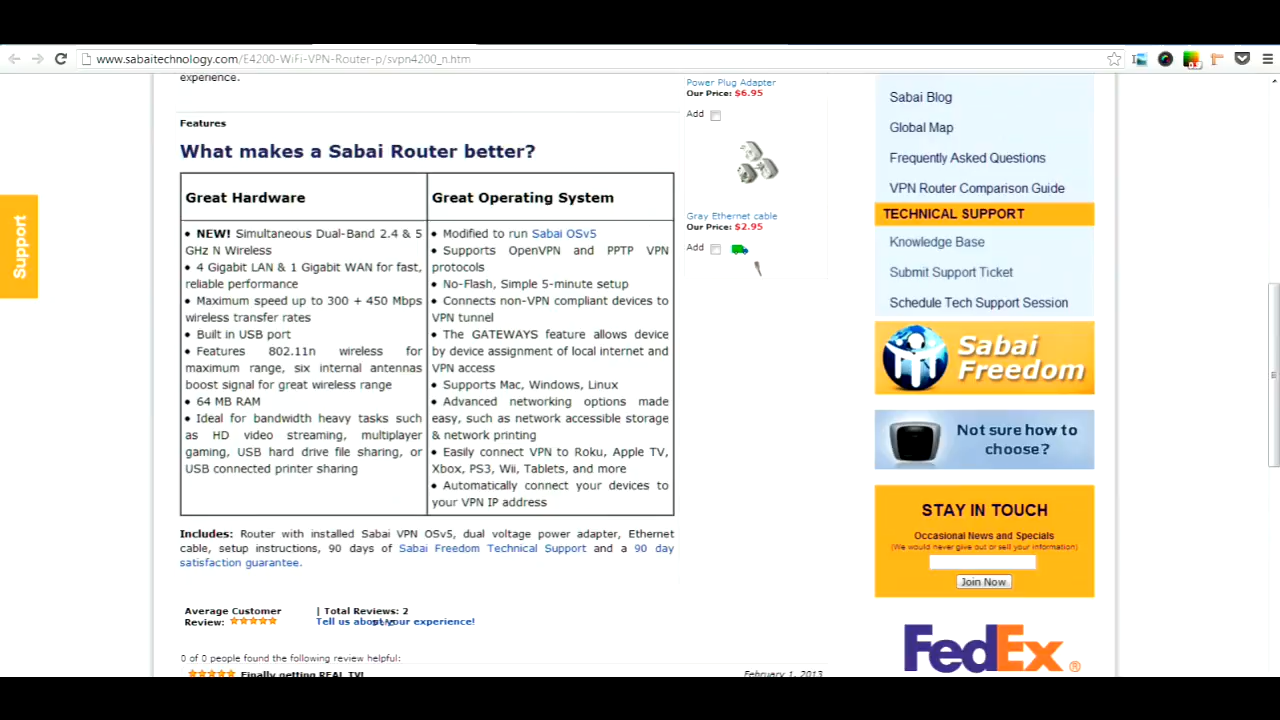 www.sabaitechnology.com/E4200-WiFi-VPN-Router-p/svpn4200_n.htm
experience.
Features
What makes a Sabai Router better?
Great Hardware
• NEW! Simultaneous Dual-Band 2.4 & 5
GHz N Wireless
• 4 Gigabit LAN & 1 Gigabit WAN for fast,
reliable performance
• Maximum speed up to 300 + 450 Mbps
wireless transfer rates
• Built in USB port
• Features 802.11n wireless for
maximum range, six internal antennas
boost signal for great wireless range
• 64 MB RAM
• Ideal for bandwidth heavy tasks such
as HD video streaming, multiplayer
gaming, USB hard drive file sharing, or
USB connected printer sharing
Great Operating System
• Modified to run Sabai OSv5
• Supports OpenVPN and PPTP VPN
protocols
• No-Flash, Simple 5-minute setup
• Connects non-VPN compliant devices to
VPN tunnel
• The GATEWAYS feature allows device
by device assignment of local internet and
VPN access
• Supports Mac, Windows, Linux
• Advanced networking options made
easy, such as network accessible storage
& network printing
• Easily connect VPN to Roku, Apple TV,
Xbox, PS3, Wii, Tablets, and more
• Automatically connect your devices to
your VPN IP address
Includes: Router with installed Sabai VPN OSv5, dual voltage power adapter, Ethernet
cable, setup instructions, 90 days of Sabai Freedom Technical Support and a 90 day
satisfaction guarantee.
Average Customer
Review:
| Total Reviews: 2
Tell us about your experience!
0 of 0 people found the following review helpful:
Finally getting REAL TV!
February 1, 2013
Power Plug Adapter
Our Price: $6.95
Add
Gray Ethernet cable
Our Price: $2.95
Add
Support
Sabai Blog
Global Map
Frequently Asked Questions
VPN Router Comparison Guide
TECHNICAL SUPPORT
Knowledge Base
Submit Support Ticket
Schedule Tech Support Session
Sabai
Freedom
Not sure how to
choose?
STAY IN TOUCH
Occasional News and Specials
(We would never give out or sell your information)
Join Now
FedEx®